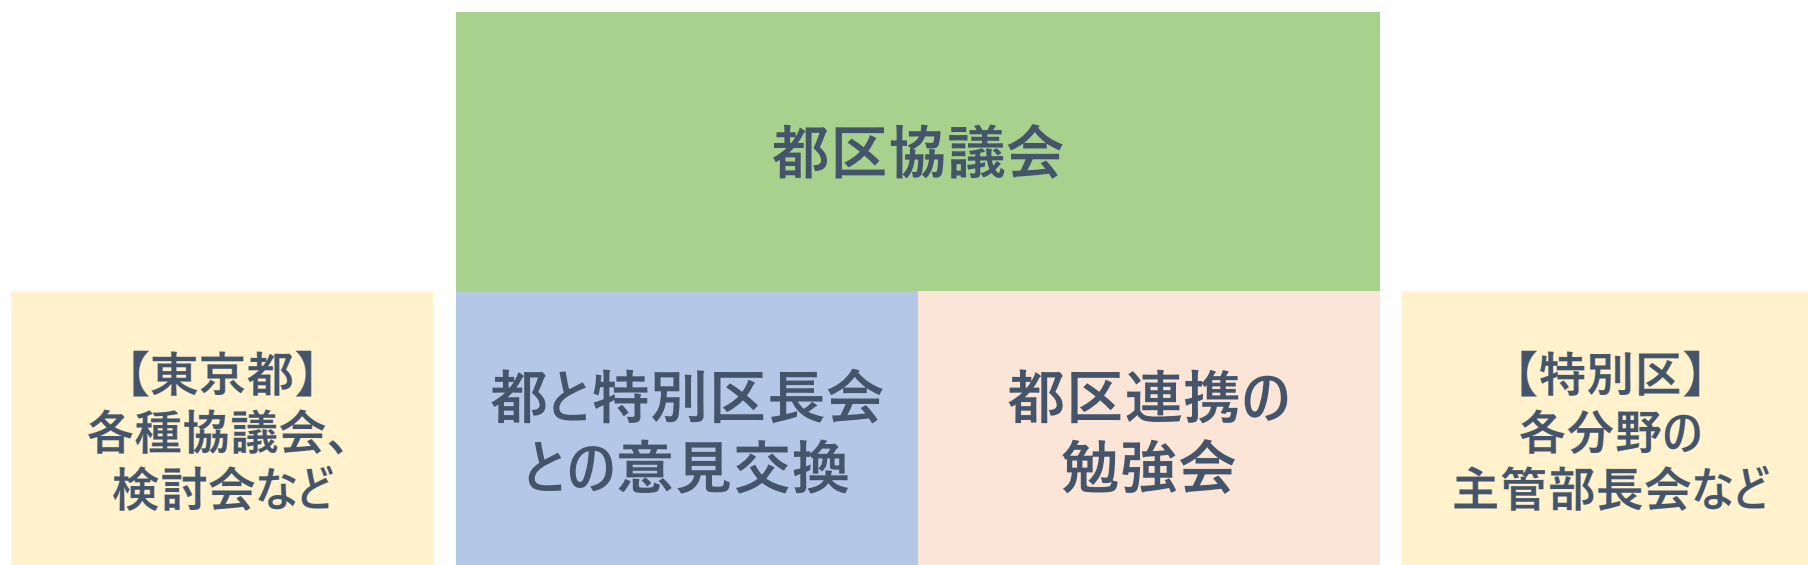 都区協議会
【東京都】
各種協議会、
検討会など
都と特別区長会
との意見交換
都区連携の
勉強会
【特別区】
各分野の
主管部長会など